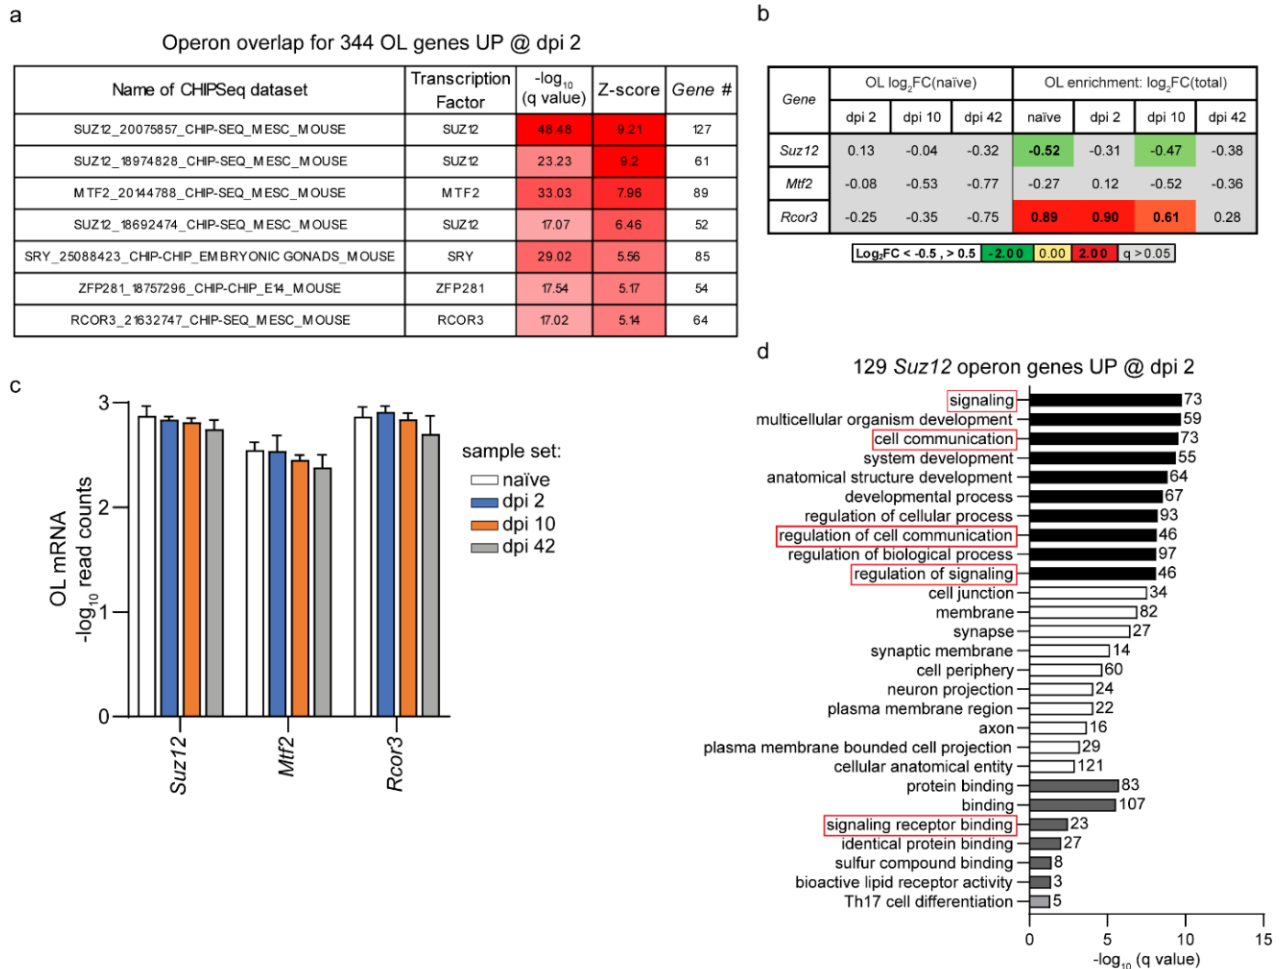 a
Operon overlap for 344 OL genes UP @ dpi 2
Name of CHIPSeq dataset Transcription Factor -log10 (q value) Z-score Gene #
SUZ12_20075857_CHIP-SEQ_MESC_MOUSE SUZ12 48.48 9.21 127
SUZ12_18974828_CHIP-SEQ_MESC_MOUSE SUZ12 23.23 9.2 61
MTF2_20144788_CHIP-SEQ_MESC_MOUSE MTF2 33.03 7.96 89
SUZ12_18692474_CHIP-SEQ_MESC_MOUSE SUZ12 17.07 6.46 52
SRY_25088423_CHIP-CHIP_EMBRYONIC GONADS_MOUSE SRY 29.02 5.56 85
ZFP281_18757296_CHIP-CHIP_E14_MOUSE ZFP281 17.54 5.17 54
RCOR3_21632747_CHIP-SEQ_MESC_MOUSE RCOR3 17.02 5.14 64
b
Gene OL log2FC(naïve) OL enrichment: log2FC(total)
dpi 2 dpi 10 dpi 42 naïve dpi 2 dpi 10 dpi 42
Suz12 0.13 -0.04 -0.32 -0.52 -0.31 -0.47 -0.38
Mtf2 -0.08 -0.53 -0.77 -0.27 0.12 -0.52 -0.36
Rcor3 -0.25 -0.35 -0.75 0.89 0.90 0.61 0.28
Log2FC < -0.5 , > 0.5 -2.00 0.00 2.00 q > 0.05
c
OL mRNA
-log10 read counts
3
2
1
0
Suz12 Mtf2 Rcor3
sample set:
naïve
dpi 2
dpi 10
dpi 42
d
129 Suz12 operon genes UP @ dpi 2
signaling 73
multicellular organism development 59
cell communication 73
system development 55
anatomical structure development 64
developmental process 67
regulation of cellular process 93
regulation of cell communication 46
regulation of biological process 97
regulation of signaling 46
cell junction 34
membrane 82
synapse 27
synaptic membrane 14
cell periphery 60
neuron projection 24
plasma membrane region 22
axon 16
plasma membrane bounded cell projection 29
cellular anatomical entity 121
protein binding 83
binding 107
signaling receptor binding 23
identical protein binding 27
sulfur compound binding 8
bioactive lipid receptor activity 3
Th17 cell differentiation 5
0 5 10 15
-log10 (q value)